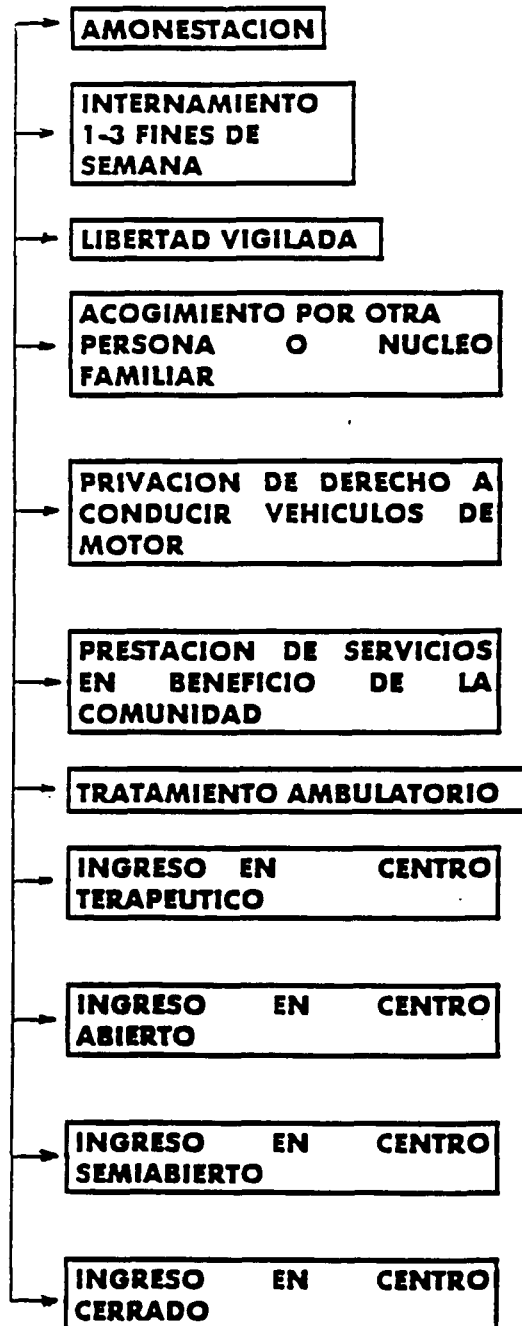 AMONESTACION
INTERNAMIENTO
1-3 FINES DE
SEMANA
LIBERTAD VIGILADA
ACOGIMIENTO POR OTRA
PERSONA O NUCLEO
FAMILIAR
PRIVACION DE DERECHO A
CONDUCIR VEHICULOS DE
MOTOR
PRESTACION DE SERVICIOS
EN BENEFICIO DE LA
COMUNIDAD
TRATAMIENTO AMBULATORIO
INGRESO EN CENTRO
TERAPEUTICO
INGRESO EN CENTRO
ABIERTO
INGRESO EN CENTRO
SEMIABIERTO
INGRESO EN CENTRO
CERRADO